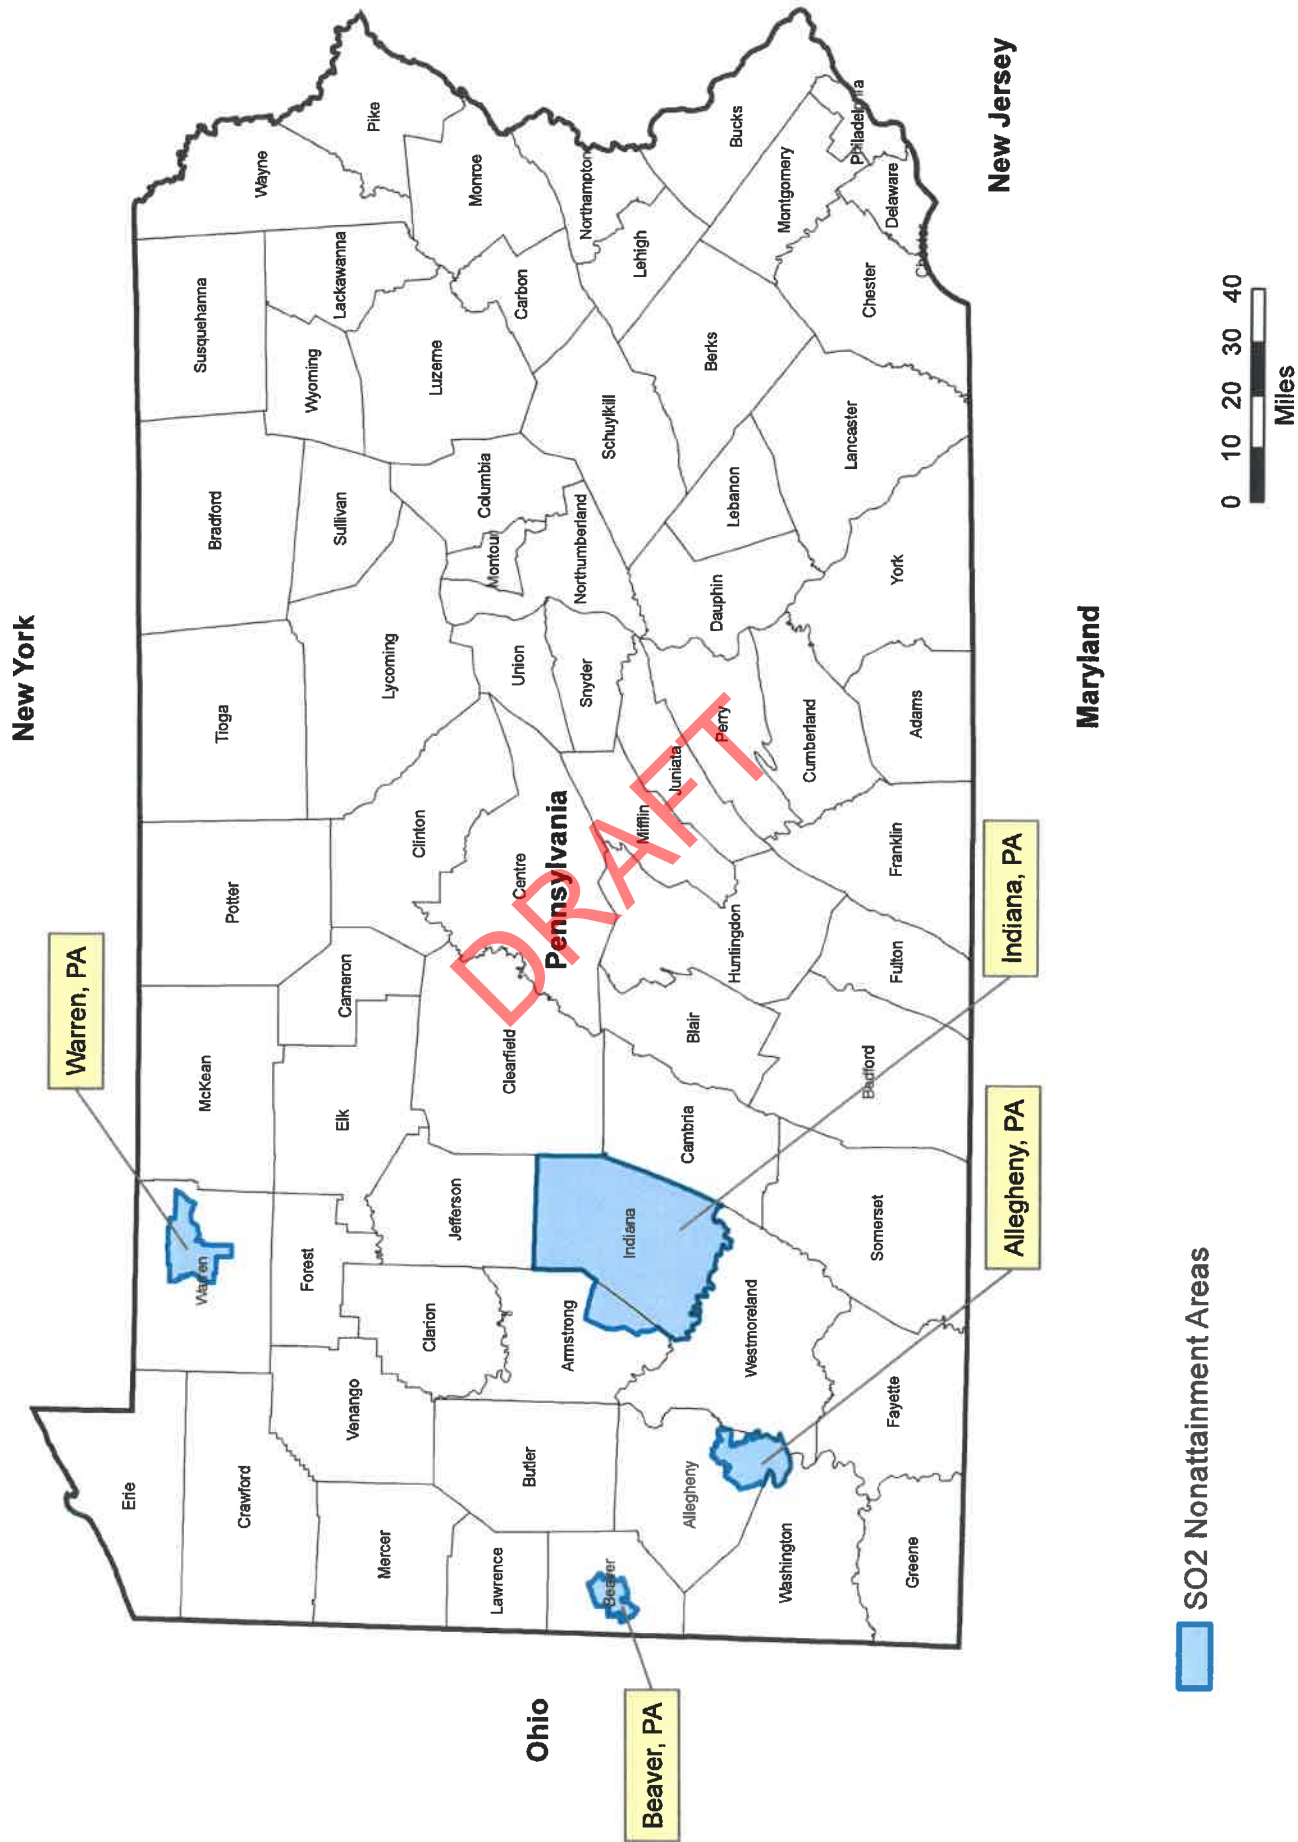 New York
Warren, PA
Erie
Crawford
Warren
McKean
Potter
Tioga
Bradford
Susquehanna
Wayne
Pike
Mercer
Venango
Forest
Elk
Cameron
Clinton
Lycoming
Sullivan
Wyoming
Lackawanna
Lawrence
Butler
Clarion
Jefferson
Clearfield
Centre
Union
Montour
Columbia
Luzerne
Monroe
Carbon
Ohio
Beaver, PA
Beaver
Armstrong
Indiana
Pennsylvania
DRAFT
Snyder
Northumberland
Schuylkill
Northampton
Lehigh
Allegheny
Westmoreland
Cambria
Blair
Huntingdon
Mifflin
Juniata
Perry
Dauphin
Lebanon
Berks
Bucks
Montgomery
Philadelphia
Washington
Greene
Fayette
Somerset
Bedford
Fulton
Franklin
Cumberland
Adams
York
Lancaster
Chester
Delaware
Allegheny, PA
Indiana, PA
Maryland
New Jersey
SO2 Nonattainment Areas
0 10 20 30 40
Miles